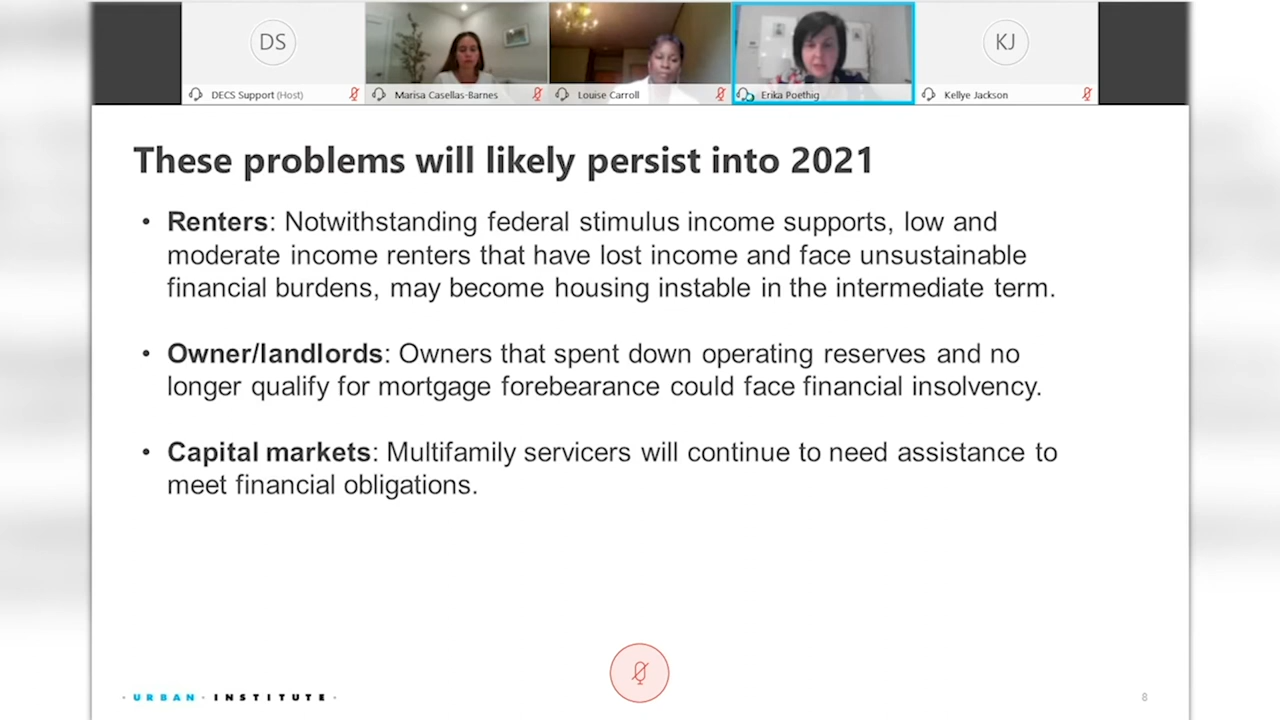 DS
KJ
DECS Support (Host)
Marisa Casellas-Barnes
Louise Carroll
Erika Poethig
Kellye Jackson
These problems will likely persist into 2021
• Renters: Notwithstanding federal stimulus income supports, low and
moderate income renters that have lost income and face unsustainable
financial burdens, may become housing instable in the intermediate term.
• Owner/landlords: Owners that spent down operating reserves and no
longer qualify for mortgage forebearance could face financial insolvency.
• Capital markets: Multifamily servicers will continue to need assistance to
meet financial obligations.
· URBAN · INSTITUTE ·
8